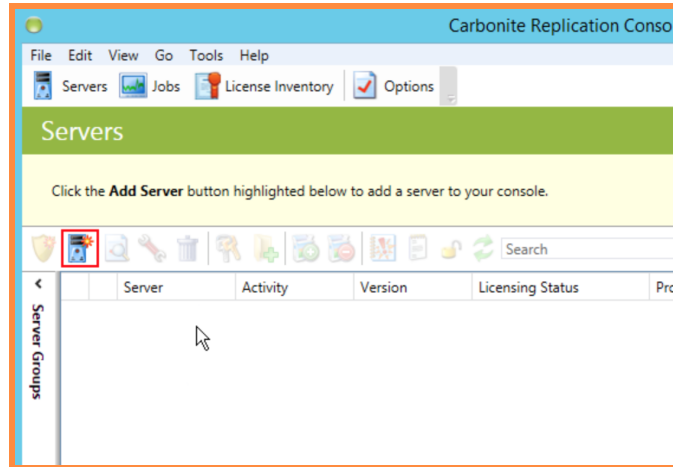 Carbonite Replication Conso
File Edit View Go Tools Help
Servers Jobs License Inventory Options
Servers
Click the Add Server button highlighted below to add a server to your console.
Search
Server Activity Version Licensing Status Pro
Server Groups